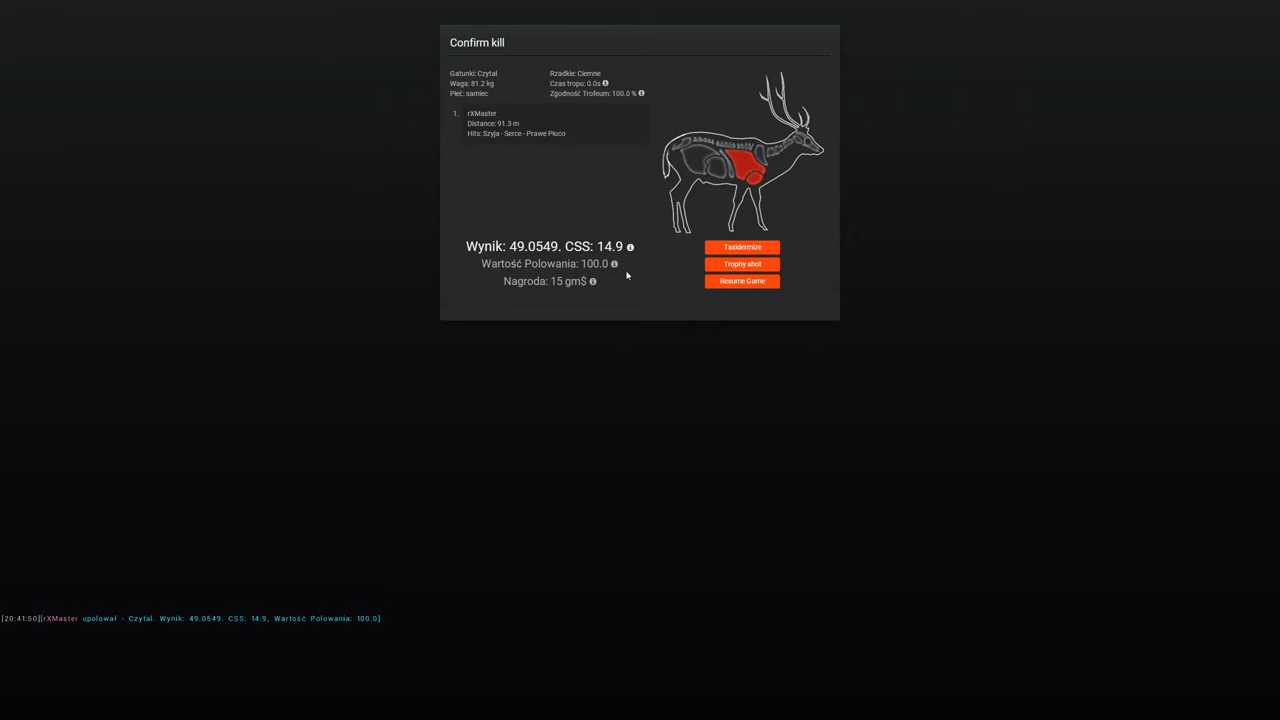 Confirm kill
Gatunki: Czytal
Waga: 81.2 kg
Płeć: samiec
Rzadkie: Ciemne
Czas tropu: 0.0s
Zgodność Trofeum: 100.0 %
1. rXMaster
Distance: 91.3 m
Hits: Szyja - Serce - Prawe Płuco
Wynik: 49.0549. CSS: 14.9
Wartość Polowania: 100.0
Nagroda: 15 gm$
Taxidermize
Trophy shot
Resume Game
[20:41:50][rXMaster upolował - Czytal. Wynik: 49.0549. CSS: 14.9, Wartość Polowania: 100.0]